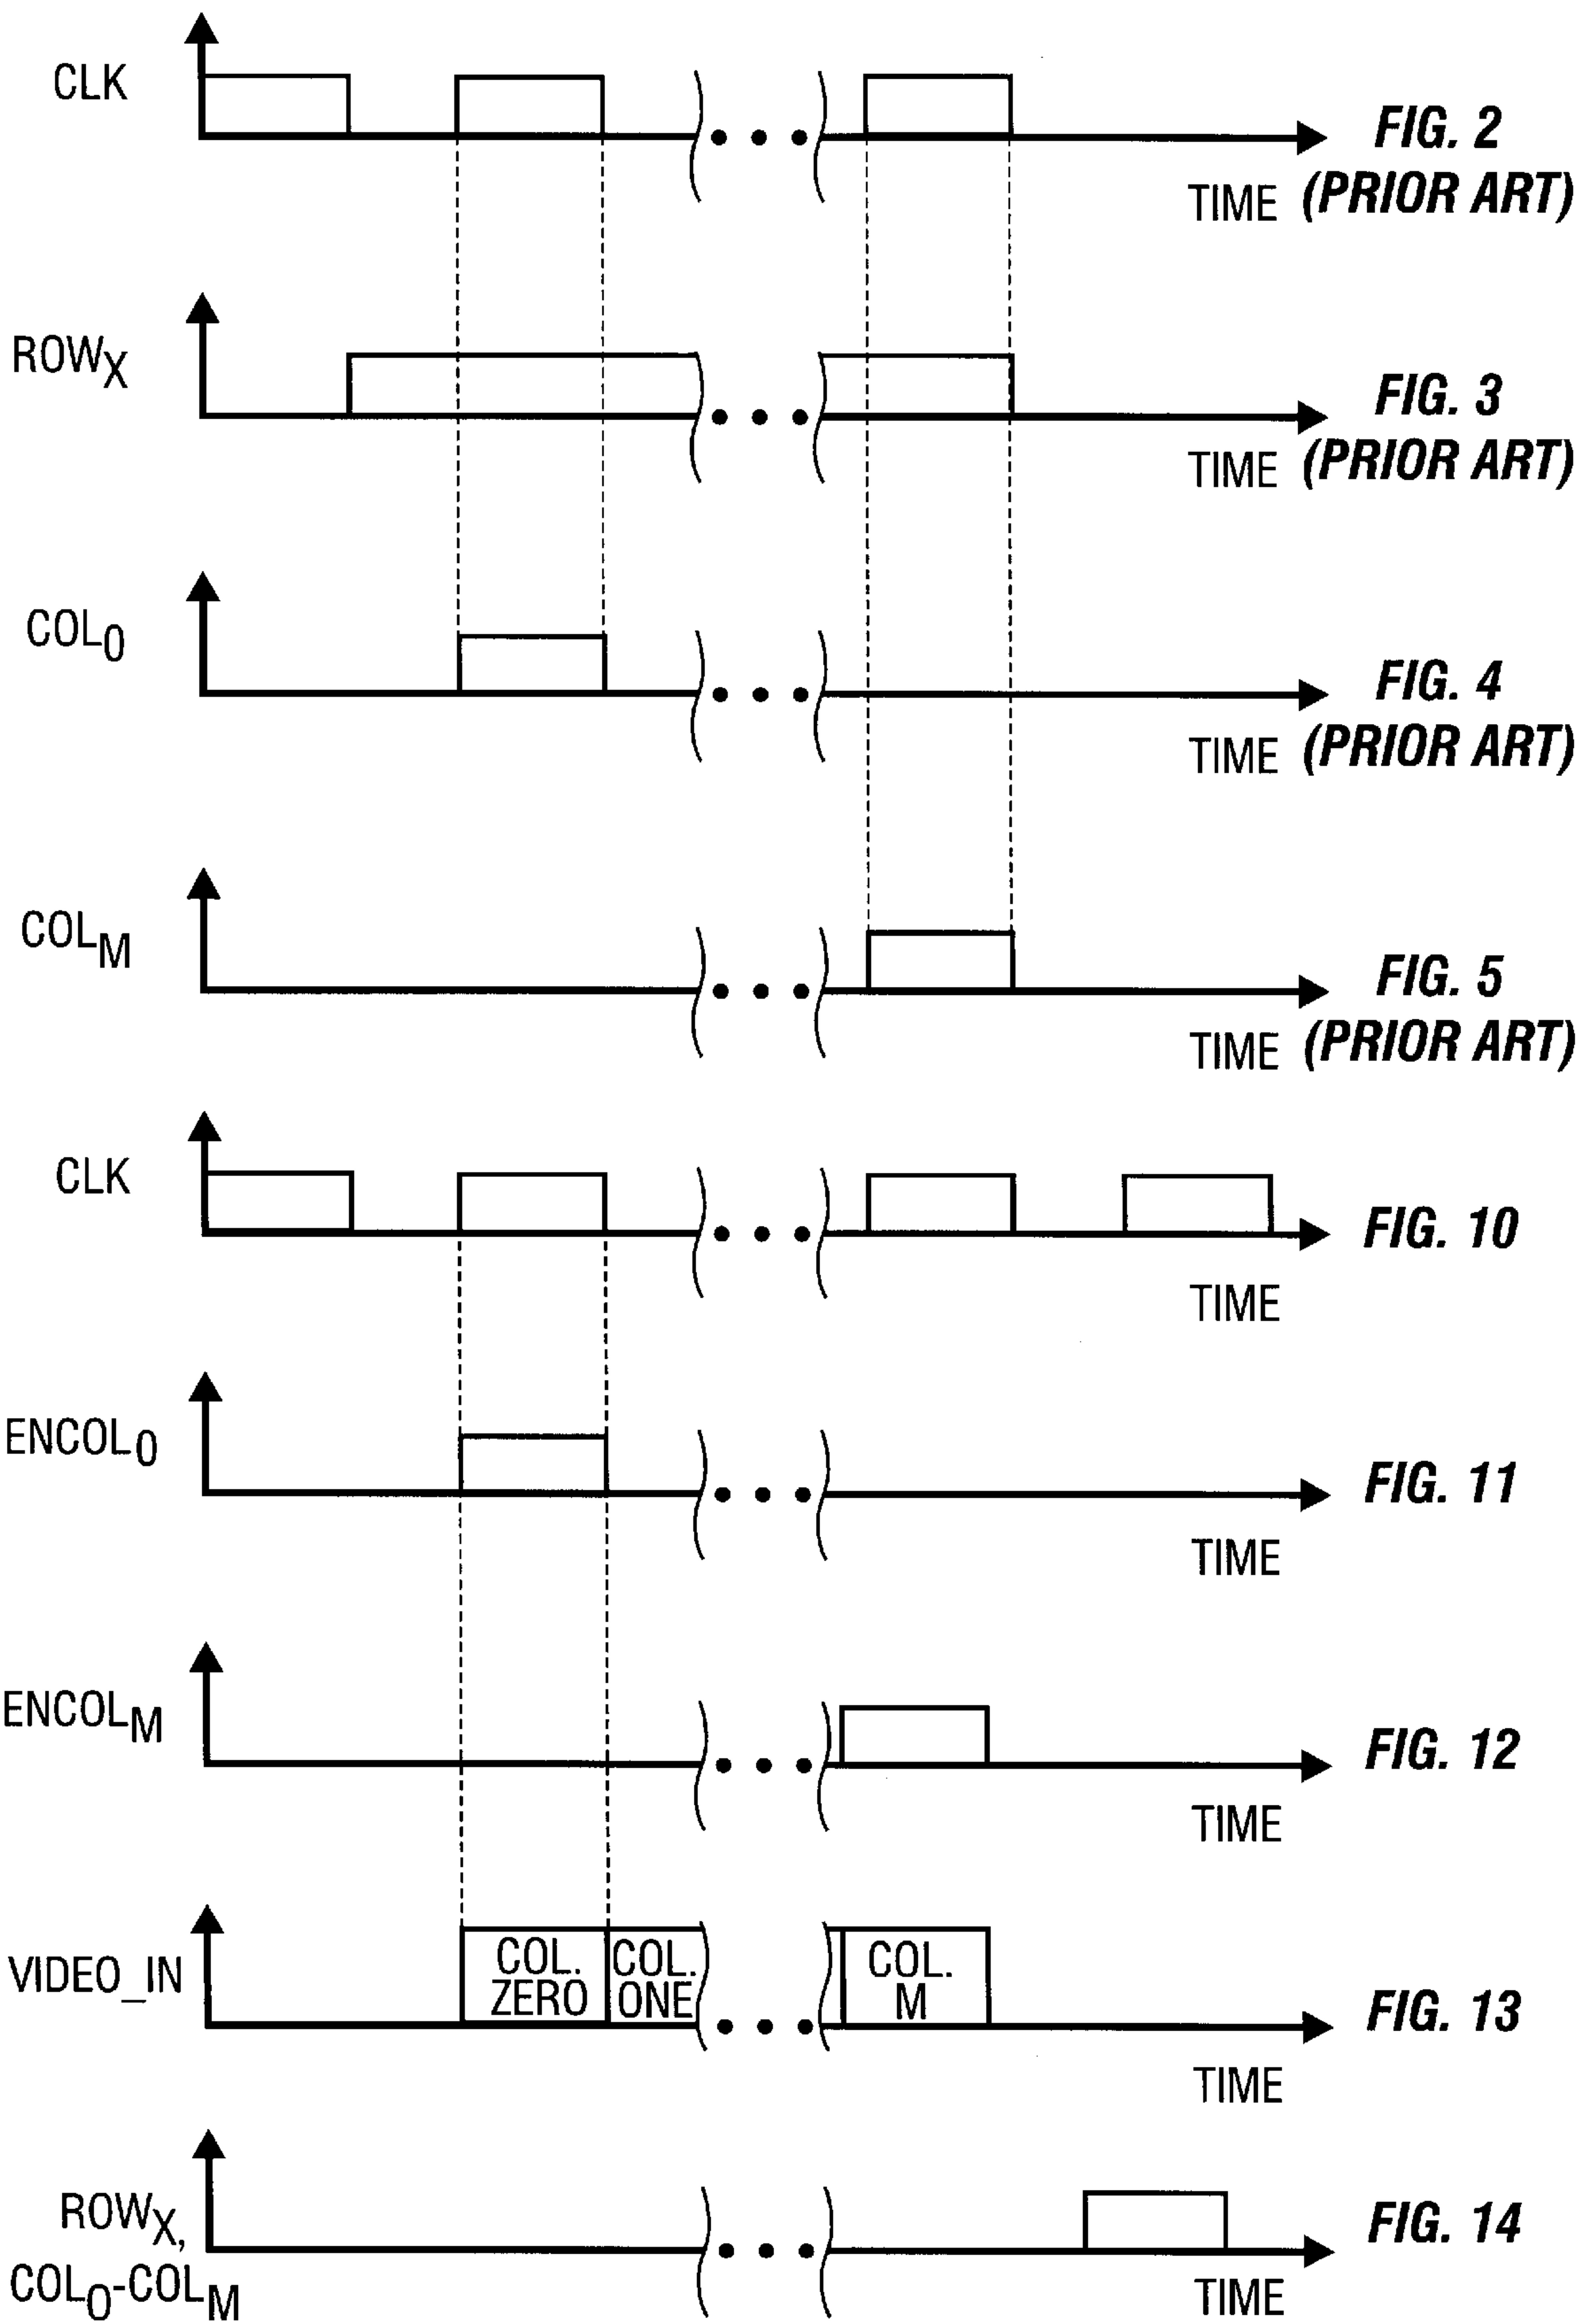 CLK
FIG. 2
TIME (PRIOR ART)
ROWX
FIG. 3
TIME (PRIOR ART)
COL0
FIG. 4
TIME (PRIOR ART)
COLM
FIG. 5
TIME (PRIOR ART)
CLK
FIG. 10
TIME
ENCOL0
FIG. 11
TIME
ENCOLM
FIG. 12
TIME
VIDEO_IN
COL. ZERO
COL. ONE
COL. M
FIG. 13
TIME
ROWX,
COL0-COLM
FIG. 14
TIME